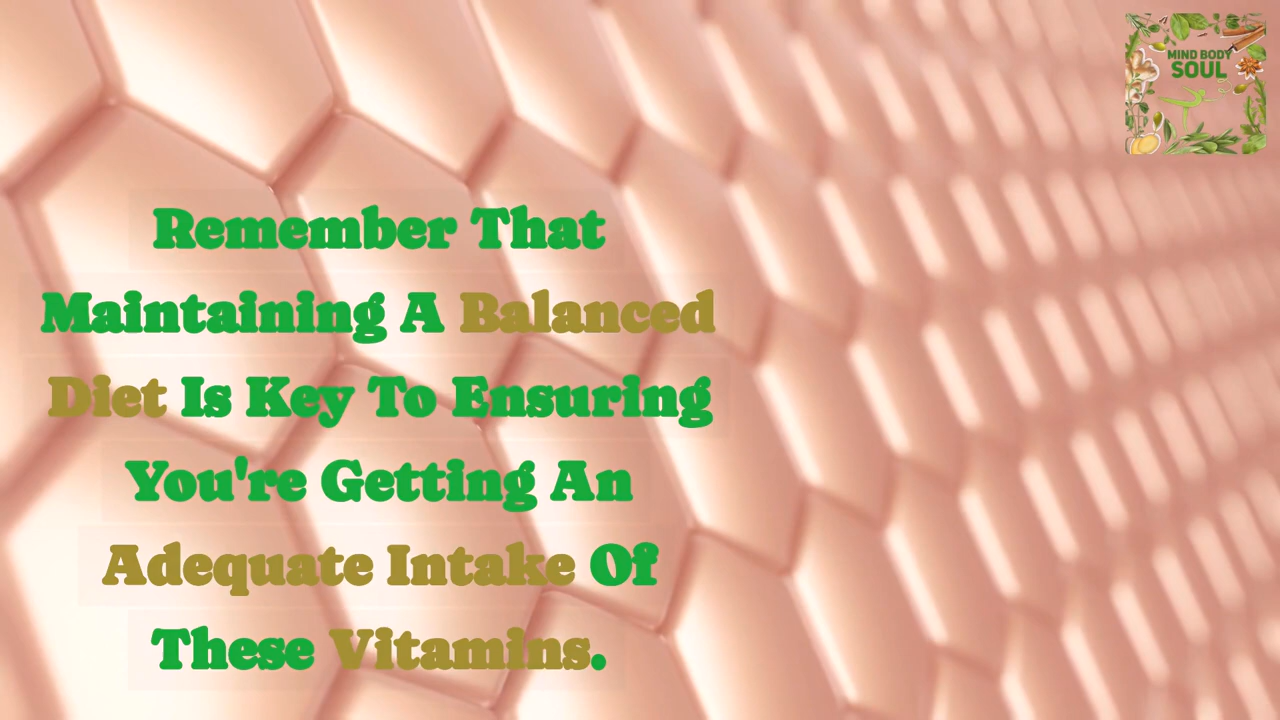 MIND BODY
SOUL
Remember That
Maintaining A Balanced
Diet Is Key To Ensuring
You're Getting An
Adequate Intake Of
These Vitamins.